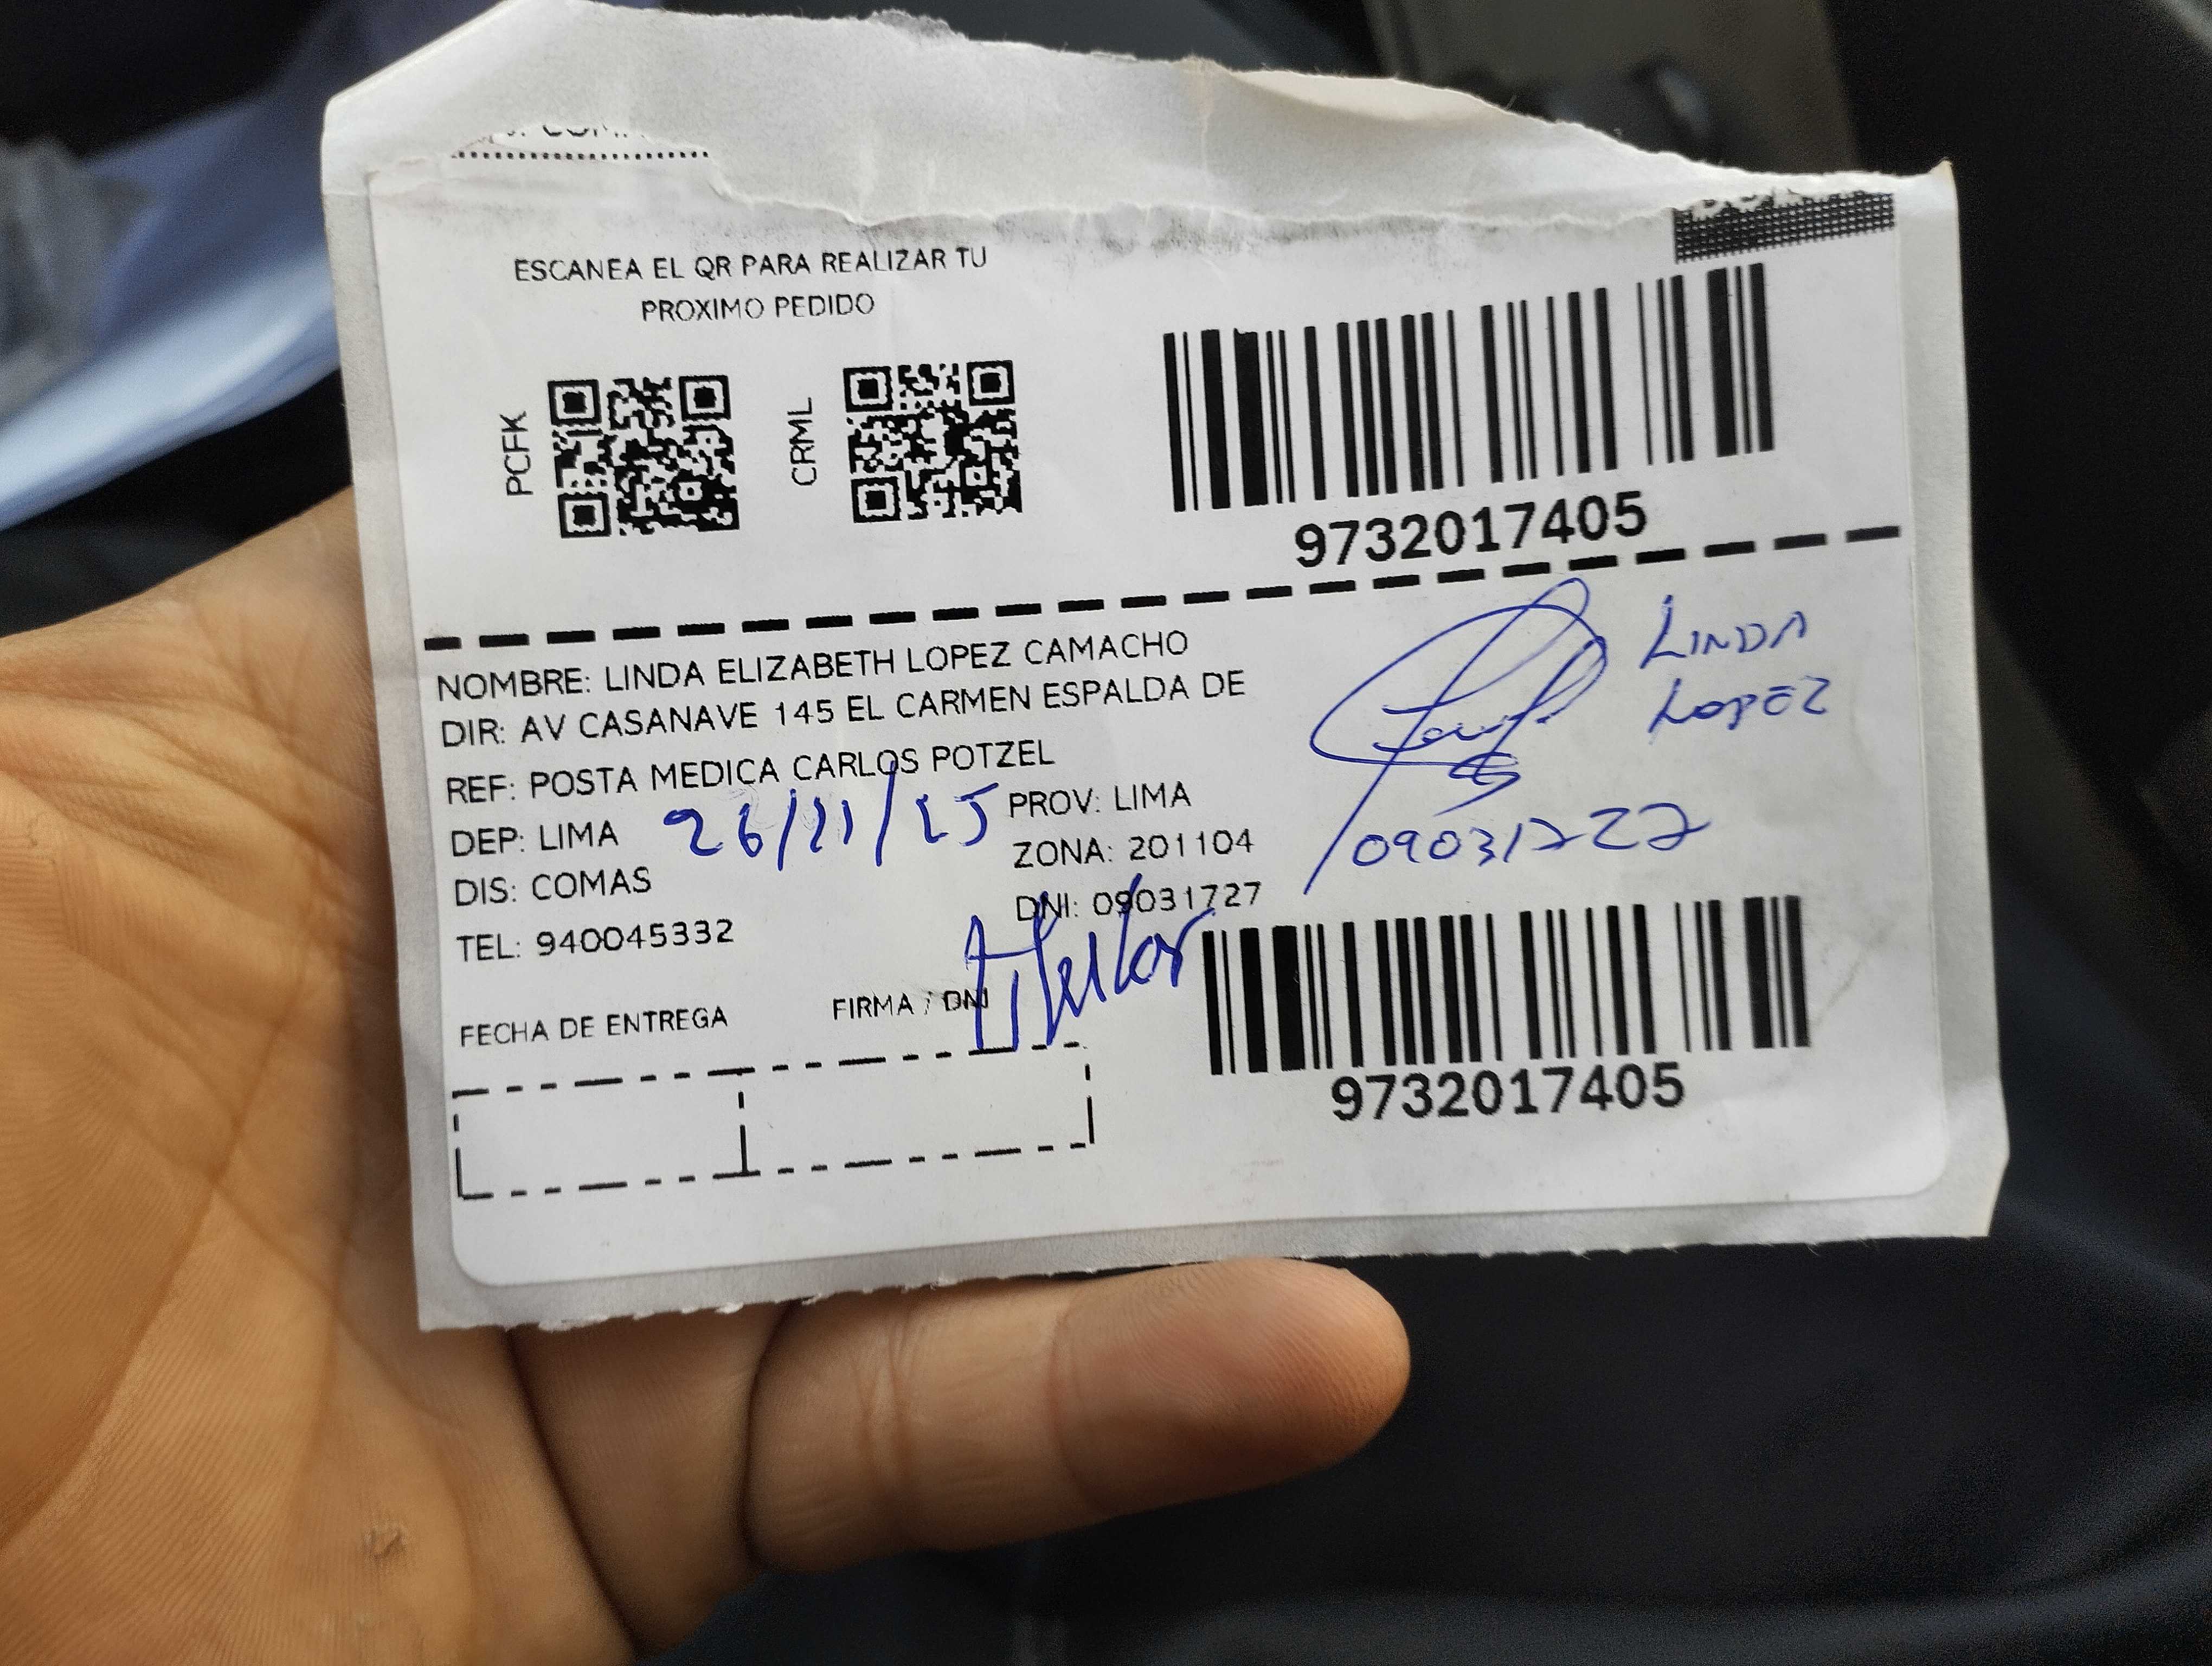 ESCANEA EL QR PARA REALIZAR TU
PROXIMO PEDIDO
PCFK
CRML
9732017405
NOMBRE: LINDA ELIZABETH LOPEZ CAMACHO
DIR: AV CASANAVE 145 EL CARMEN ESPALDA DE
REF: POSTA MEDICA CARLOS POTZEL
DEP: LIMA
26/11/25
PROV: LIMA
ZONA: 201104
DIS: COMAS
DNI: 09031727
TEL: 940045332
LINDA
LOPEZ
09031727
FECHA DE ENTREGA
FIRMA / DNI
9732017405